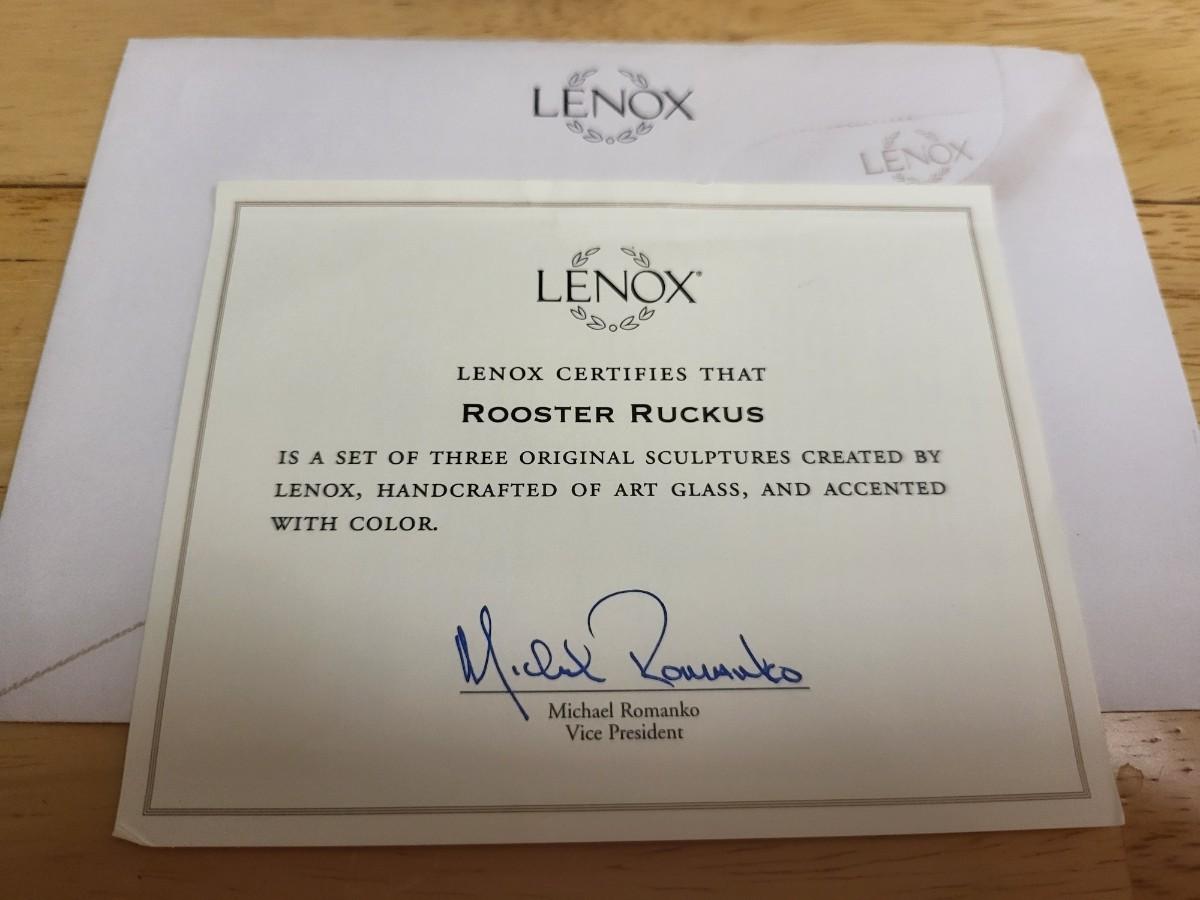 LENOX
LENOX
LENOX®
LENOX CERTIFIES THAT
ROOSTER RUCKUS
IS A SET OF THREE ORIGINAL SCULPTURES CREATED BY
LENOX, HANDCRAFTED OF ART GLASS, AND ACCENTED
WITH COLOR.
Michael Romanko
Michael Romanko
Vice President